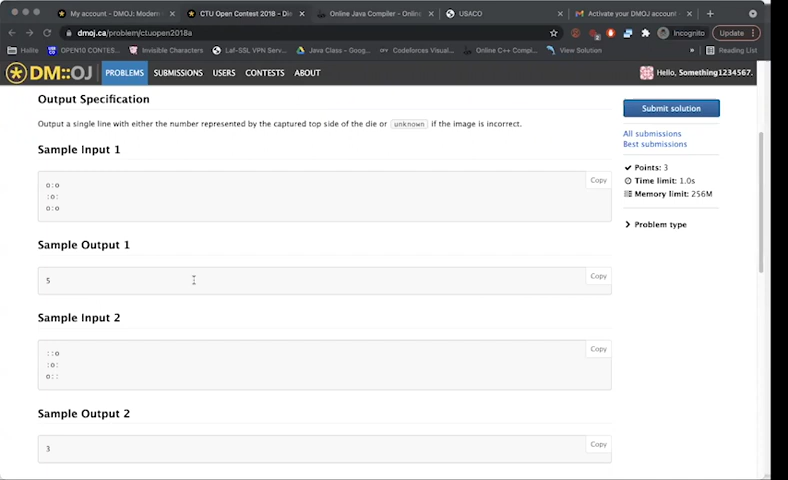 My account - DMOJ: Modern
CTU Open Contest 2018 - Die
Online Java Compiler - Online
USACO
Activate your DMOJ account -
dmoj.ca/problem/ctuopen2018a
Incognito
Update
Halite
OPEN10 CONTES...
Invisible Characters
Laf-SSL VPN Serv...
Java Class - Goog...
Codeforces Viewi...
Online C++ Compi...
View Solution
»
Reading List
DM::OJ
PROBLEMS
SUBMISSIONS
USERS
CONTESTS
ABOUT
Hello, Something1234567.
Output Specification
Output a single line with either the number represented by the captured top side of the die or unknown if the image is incorrect.
Sample Input 1
Copy
o:o
:o:
o:o
Sample Output 1
Copy
5
Sample Input 2
Copy
::o
:o:
o::
Sample Output 2
Copy
3
Submit solution
All submissions
Best submissions
Points: 3
Time limit: 1.0s
Memory limit: 256M
Problem type